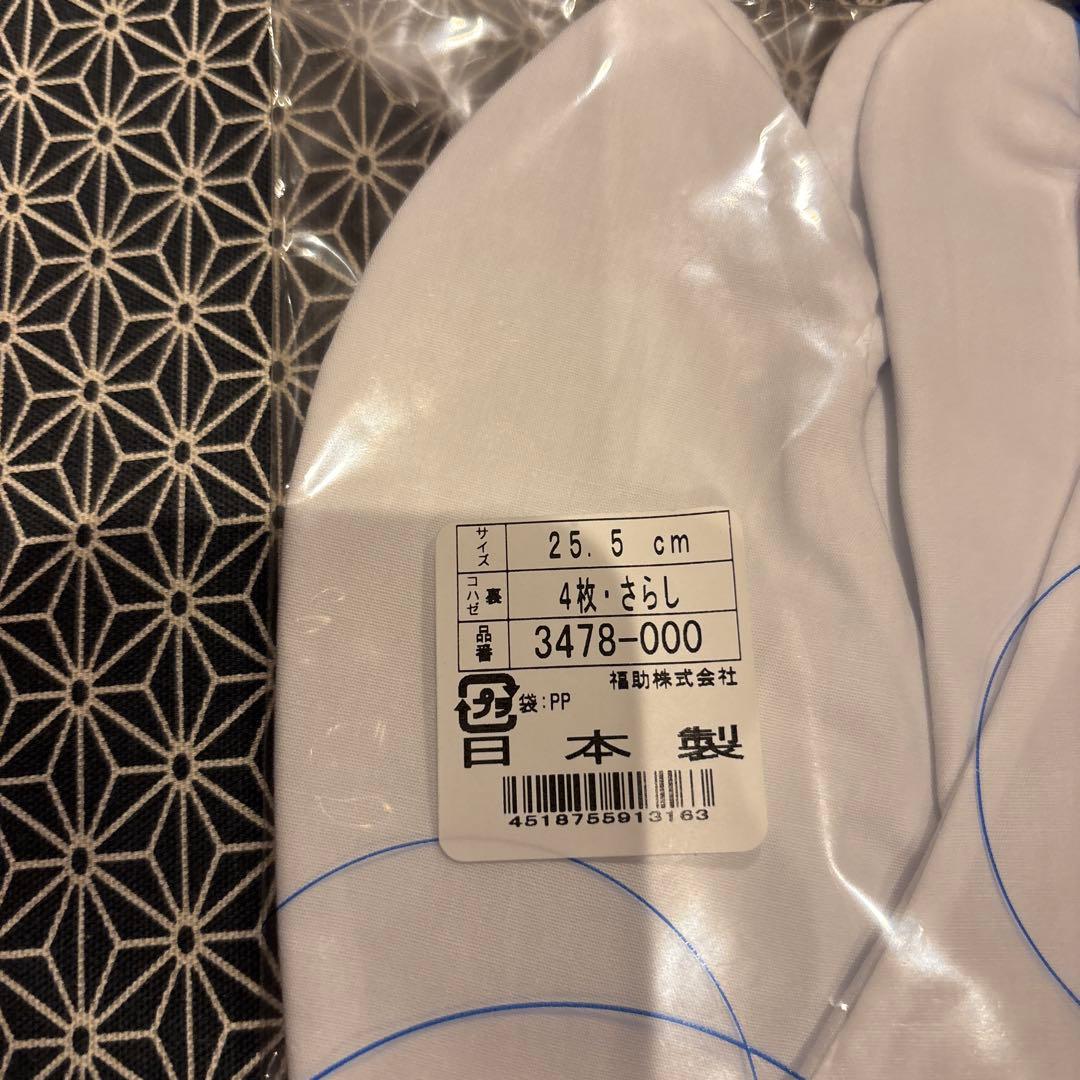 サイズ 25.5 cm
コハゼ 裏 4枚・さらし
品番 3478-000
福助株式会社
プラ 袋:PP
日本製
4518755913163